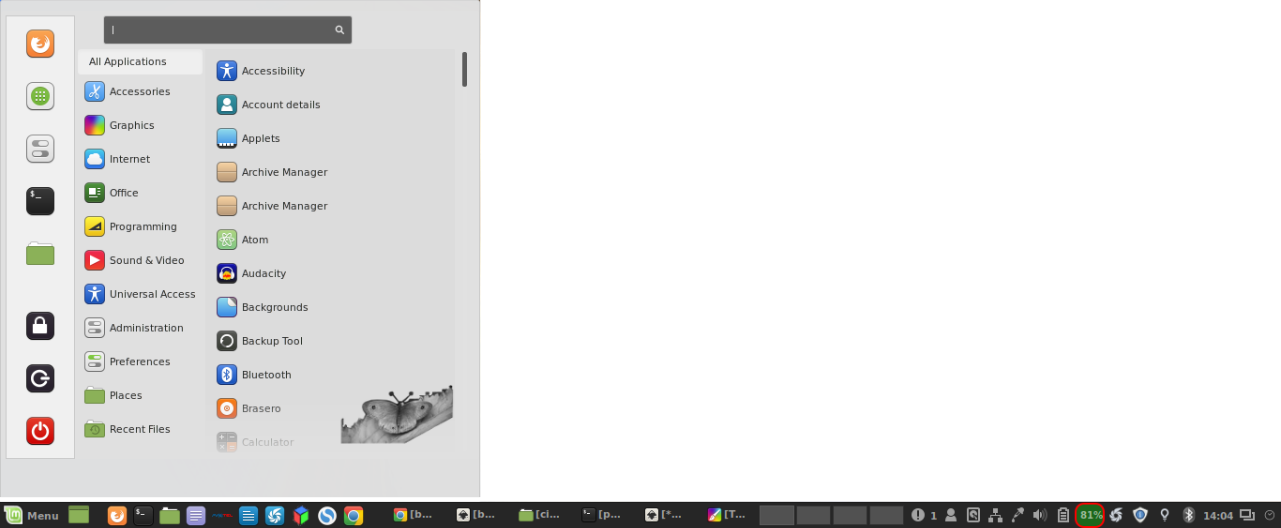 All Applications
Accessories
Graphics
Internet
Office
Programming
Sound & Video
Universal Access
Administration
Preferences
Places
Recent Files
Accessibility
Account details
Applets
Archive Manager
Archive Manager
Atom
Audacity
Backgrounds
Backup Tool
Bluetooth
Brasero
Calculator
Menu
[b...
[b...
[ci...
[p...
[*...
[T...
1
81%
14:04